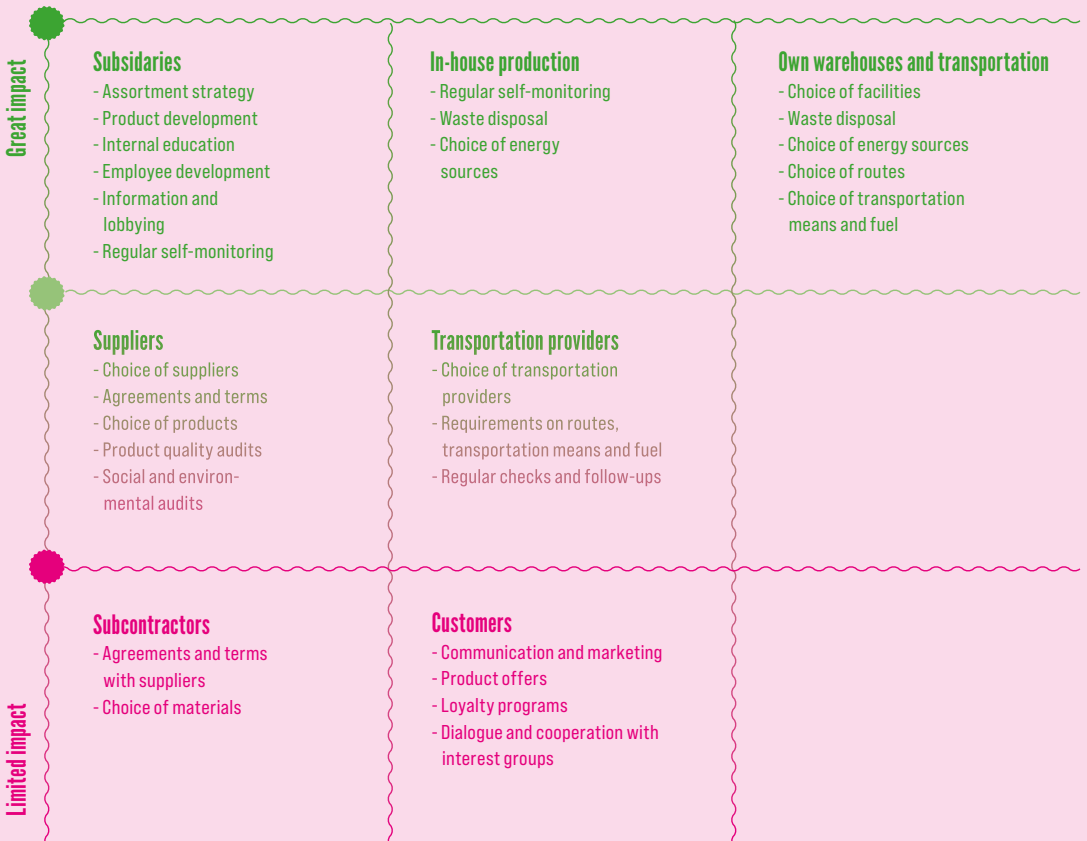 Great impact
Subsidaries
- Assortment strategy
- Product development
- Internal education
- Employee development
- Information and
lobbying
- Regular self-monitoring
In-house production
- Regular self-monitoring
- Waste disposal
- Choice of energy
sources
Own warehouses and transportation
- Choice of facilities
- Waste disposal
- Choice of energy sources
- Choice of routes
- Choice of transportation
means and fuel
Suppliers
- Choice of suppliers
- Agreements and terms
- Choice of products
- Product quality audits
- Social and environ-
mental audits
Transportation providers
- Choice of transportation
providers
- Requirements on routes,
transportation means and fuel
- Regular checks and follow-ups
Limited impact
Subcontractors
- Agreements and terms
with suppliers
- Choice of materials
Customers
- Communication and marketing
- Product offers
- Loyalty programs
- Dialogue and cooperation with
interest groups